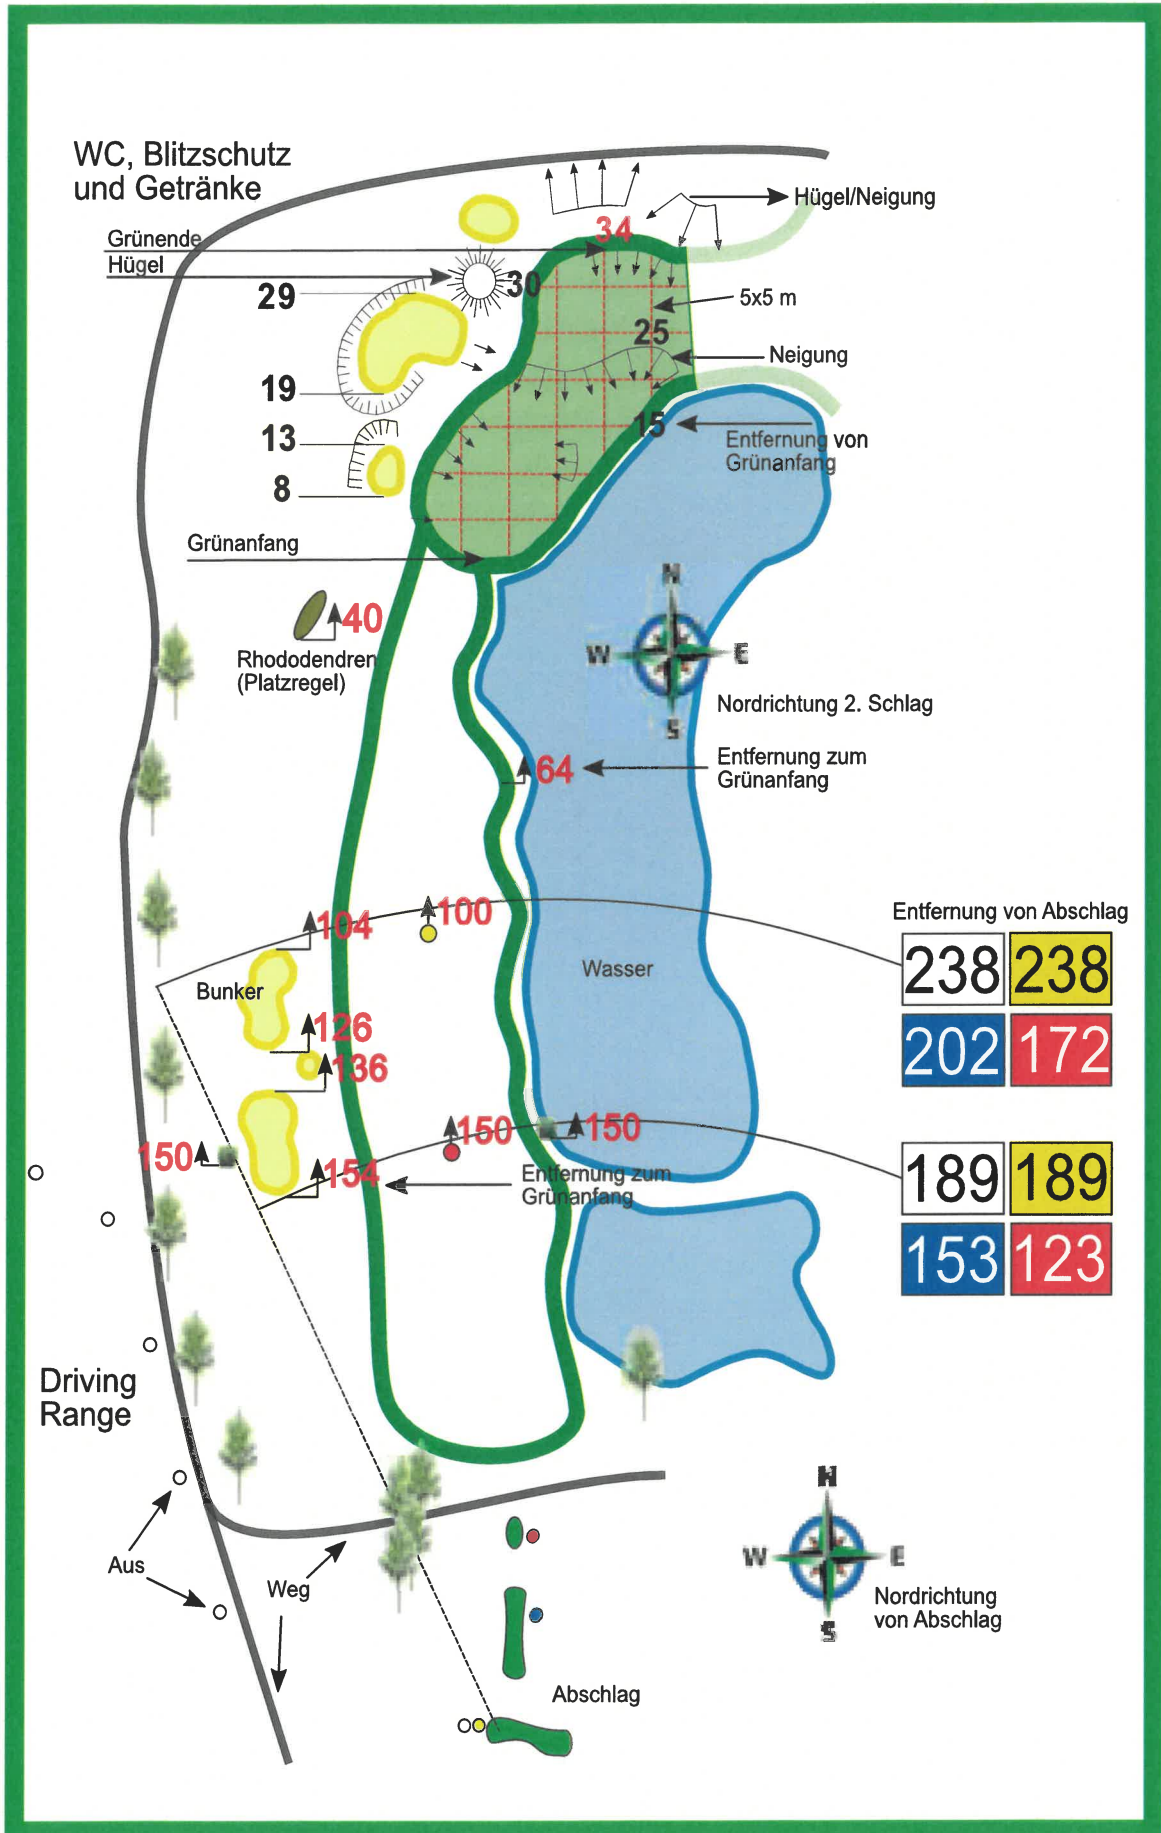 WC, Blitzschutz
und Getränke
Hügel/Neigung
34
Grünende
Hügel
30
29
5x5 m
25
Neigung
19
15
13
Entfernung von
Grünanfang
8
Grünanfang
N
W
E
S
40
Rhododendren
(Platzregel)
Nordrichtung 2. Schlag
64
Entfernung zum
Grünanfang
104
100
Entfernung von Abschlag
238
238
202
172
Wasser
Bunker
126
136
150
150
150
154
Entfernung zum
Grünanfang
189
189
153
123
Driving
Range
Aus
Weg
N
W
E
S
Nordrichtung
von Abschlag
Abschlag